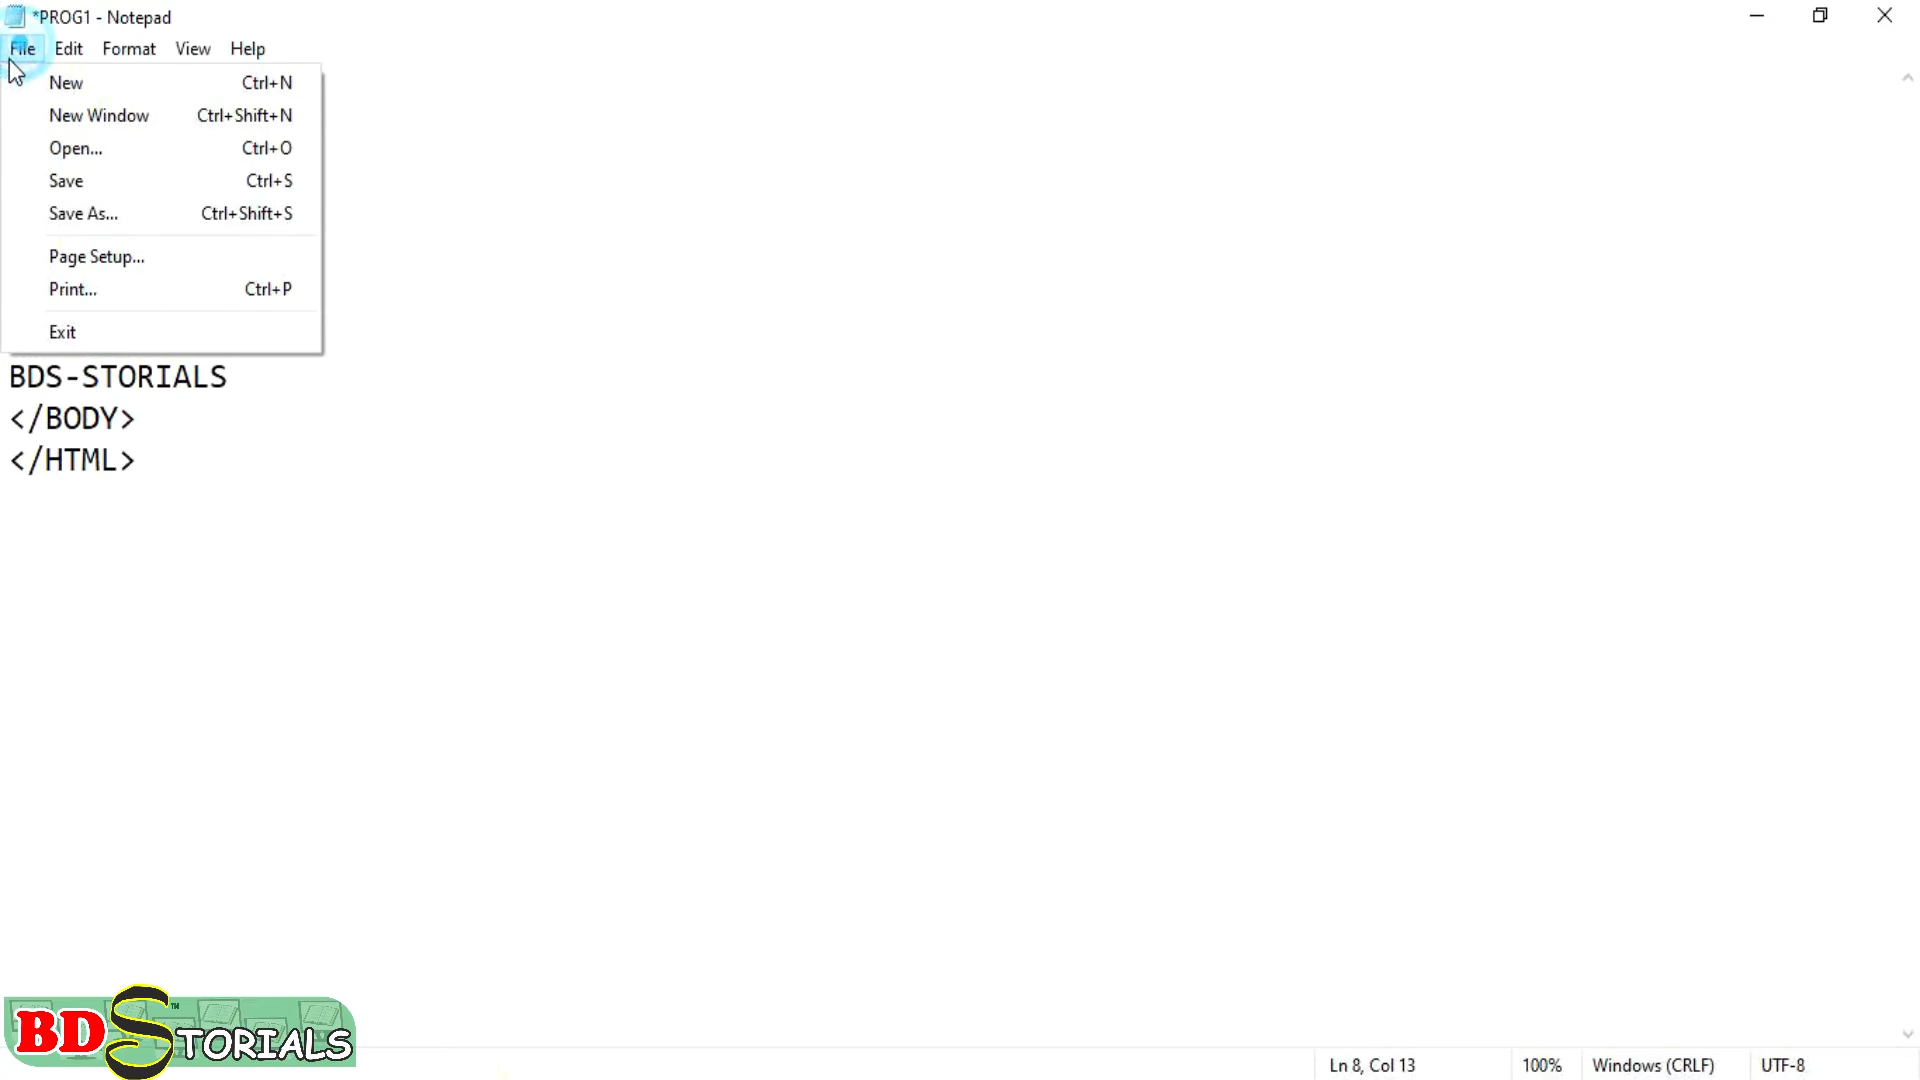 *PROG1 - Notepad
File Edit Format View Help
New Ctrl+N
New Window Ctrl+Shift+N
Open... Ctrl+O
Save Ctrl+S
Save As... Ctrl+Shift+S
Page Setup...
Print... Ctrl+P
Exit
BDS-STORIALS
</BODY>
</HTML>
BDSTORIALS™
Ln 8, Col 13 100% Windows (CRLF) UTF-8